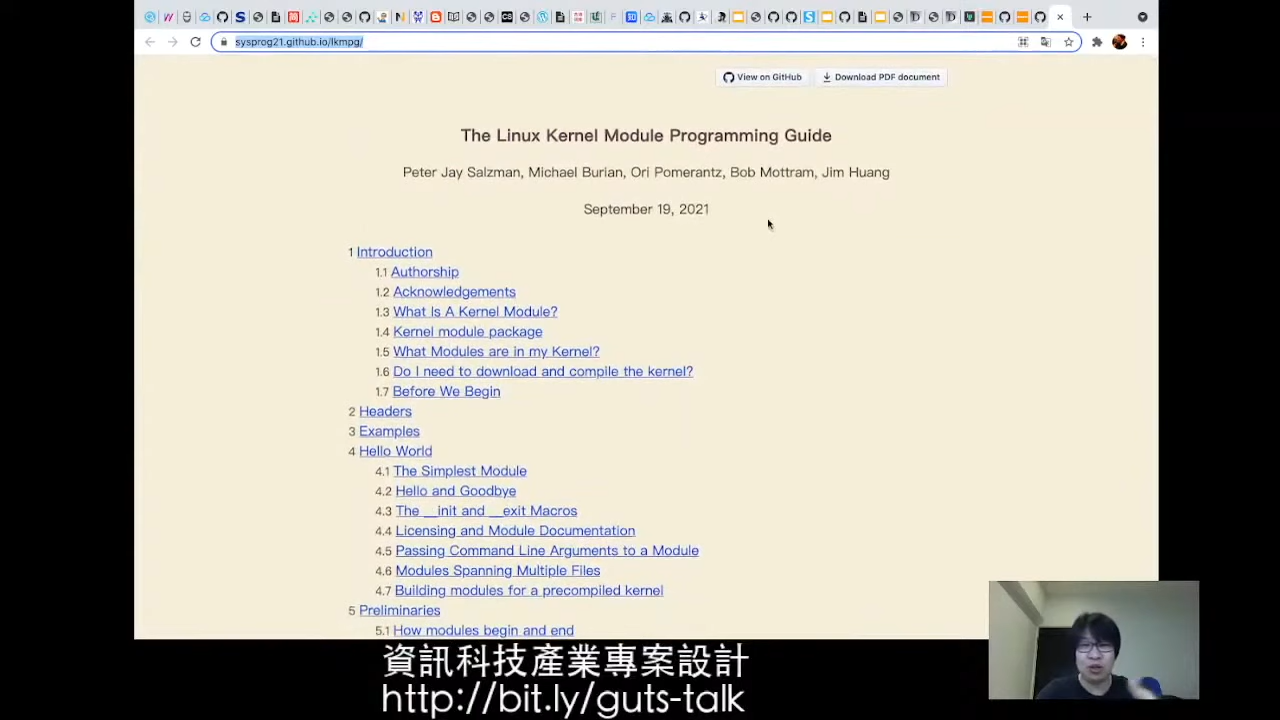 sysprog21.github.io/lkmpg/
View on GitHub
Download PDF document
The Linux Kernel Module Programming Guide
Peter Jay Salzman, Michael Burian, Ori Pomerantz, Bob Mottram, Jim Huang
September 19, 2021
1 Introduction
1.1 Authorship
1.2 Acknowledgements
1.3 What Is A Kernel Module?
1.4 Kernel module package
1.5 What Modules are in my Kernel?
1.6 Do I need to download and compile the kernel?
1.7 Before We Begin
2 Headers
3 Examples
4 Hello World
4.1 The Simplest Module
4.2 Hello and Goodbye
4.3 The __init and __exit Macros
4.4 Licensing and Module Documentation
4.5 Passing Command Line Arguments to a Module
4.6 Modules Spanning Multiple Files
4.7 Building modules for a precompiled kernel
5 Preliminaries
5.1 How modules begin and end
資訊科技產業專案設計
http://bit.ly/guts-talk